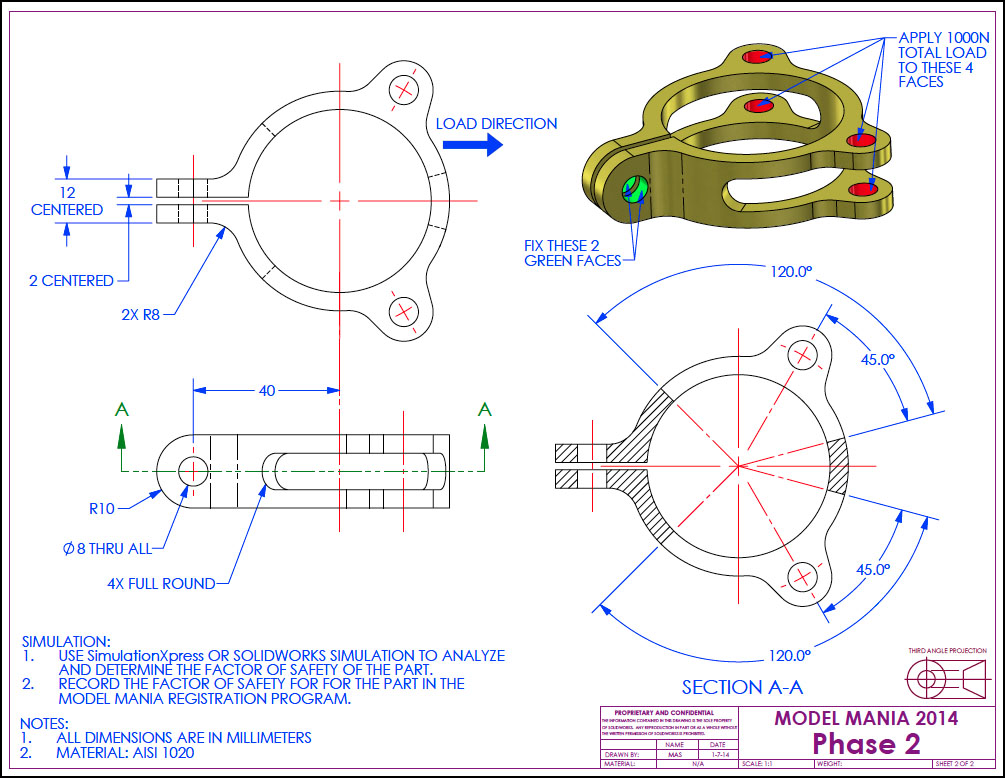 APPLY 1000N
TOTAL LOAD
TO THESE 4
FACES
LOAD DIRECTION
12
CENTERED
2 CENTERED
2X R8
FIX THESE 2
GREEN FACES
120.0°
45.0°
40
A
A
R10
Ø8 THRU ALL
4X FULL ROUND
45.0°
120.0°
SECTION A-A
SIMULATION:
1. USE SimulationXpress OR SOLIDWORKS SIMULATION TO ANALYZE
AND DETERMINE THE FACTOR OF SAFETY OF THE PART.
2. RECORD THE FACTOR OF SAFETY FOR FOR THE PART IN THE
MODEL MANIA REGISTRATION PROGRAM.
NOTES:
1. ALL DIMENSIONS ARE IN MILLIMETERS
2. MATERIAL: AISI 1020
THIRD ANGLE PROJECTION
PROPRIETARY AND CONFIDENTIAL
THE INFORMATION CONTAINED IN THIS DRAWING IS THE SOLE PROPERTY
OF SOLIDWORKS. ANY REPRODUCTION IN PART OR AS A WHOLE WITHOUT
THE WRITTEN PERMISSION OF SOLIDWORKS IS PROHIBITED.
NAME DATE
DRAWN BY: MAS 1-7-14
MATERIAL: N/A
MODEL MANIA 2014
Phase 2
SCALE: 1:1 WEIGHT: SHEET 2 OF 2